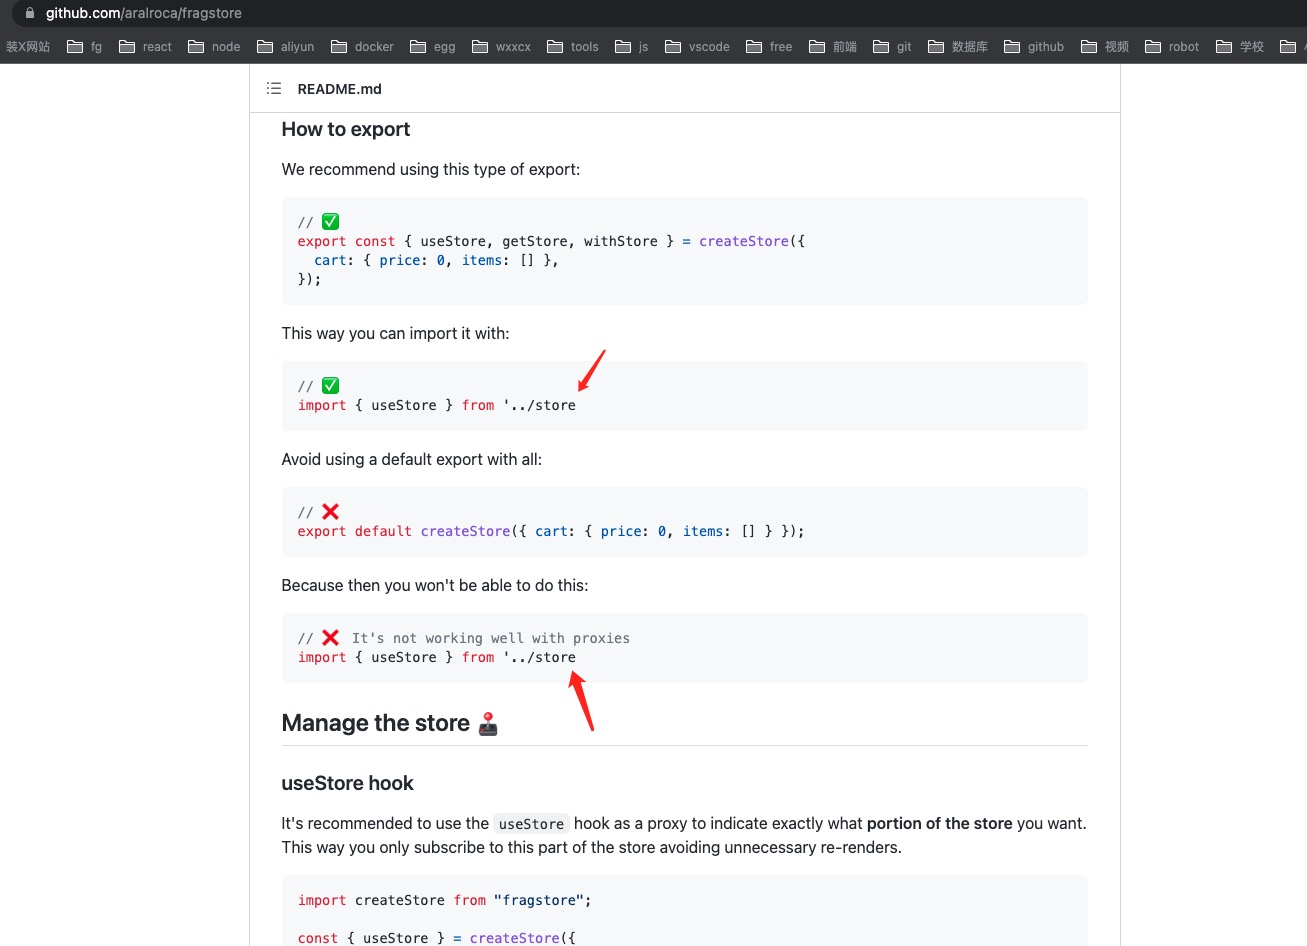 github.com/aralroca/fragstore
装X网站 fg react node aliyun docker egg wxxcx tools js vscode free 前端 git 数据库 github 视频 robot 学校
README.md
How to export
We recommend using this type of export:
// ✅
export const { useStore, getStore, withStore } = createStore({
  cart: { price: 0, items: [] },
});
This way you can import it with:
// ✅
import { useStore } from '../store
Avoid using a default export with all:
// ❌
export default createStore({ cart: { price: 0, items: [] } });
Because then you won't be able to do this:
// ❌ It's not working well with proxies
import { useStore } from '../store
Manage the store 🕹️
useStore hook
It's recommended to use the useStore hook as a proxy to indicate exactly what portion of the store you want.
This way you only subscribe to this part of the store avoiding unnecessary re-renders.
import createStore from "fragstore";
const { useStore } = createStore({